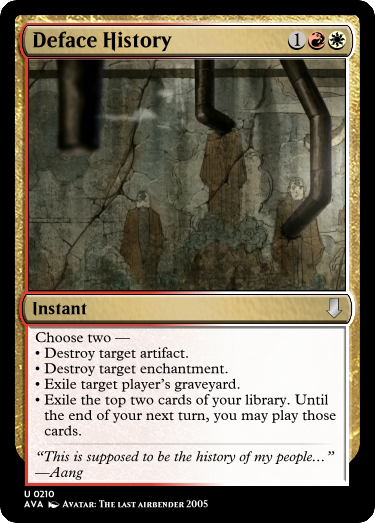 Deface History 1
Instant
Choose two —
• Destroy target artifact.
• Destroy target enchantment.
• Exile target player's graveyard.
• Exile the top two cards of your library. Until
the end of your next turn, you may play those
cards.
“This is supposed to be the history of my people…”
—Aang
U 0210
AVA Avatar: The last airbender 2005